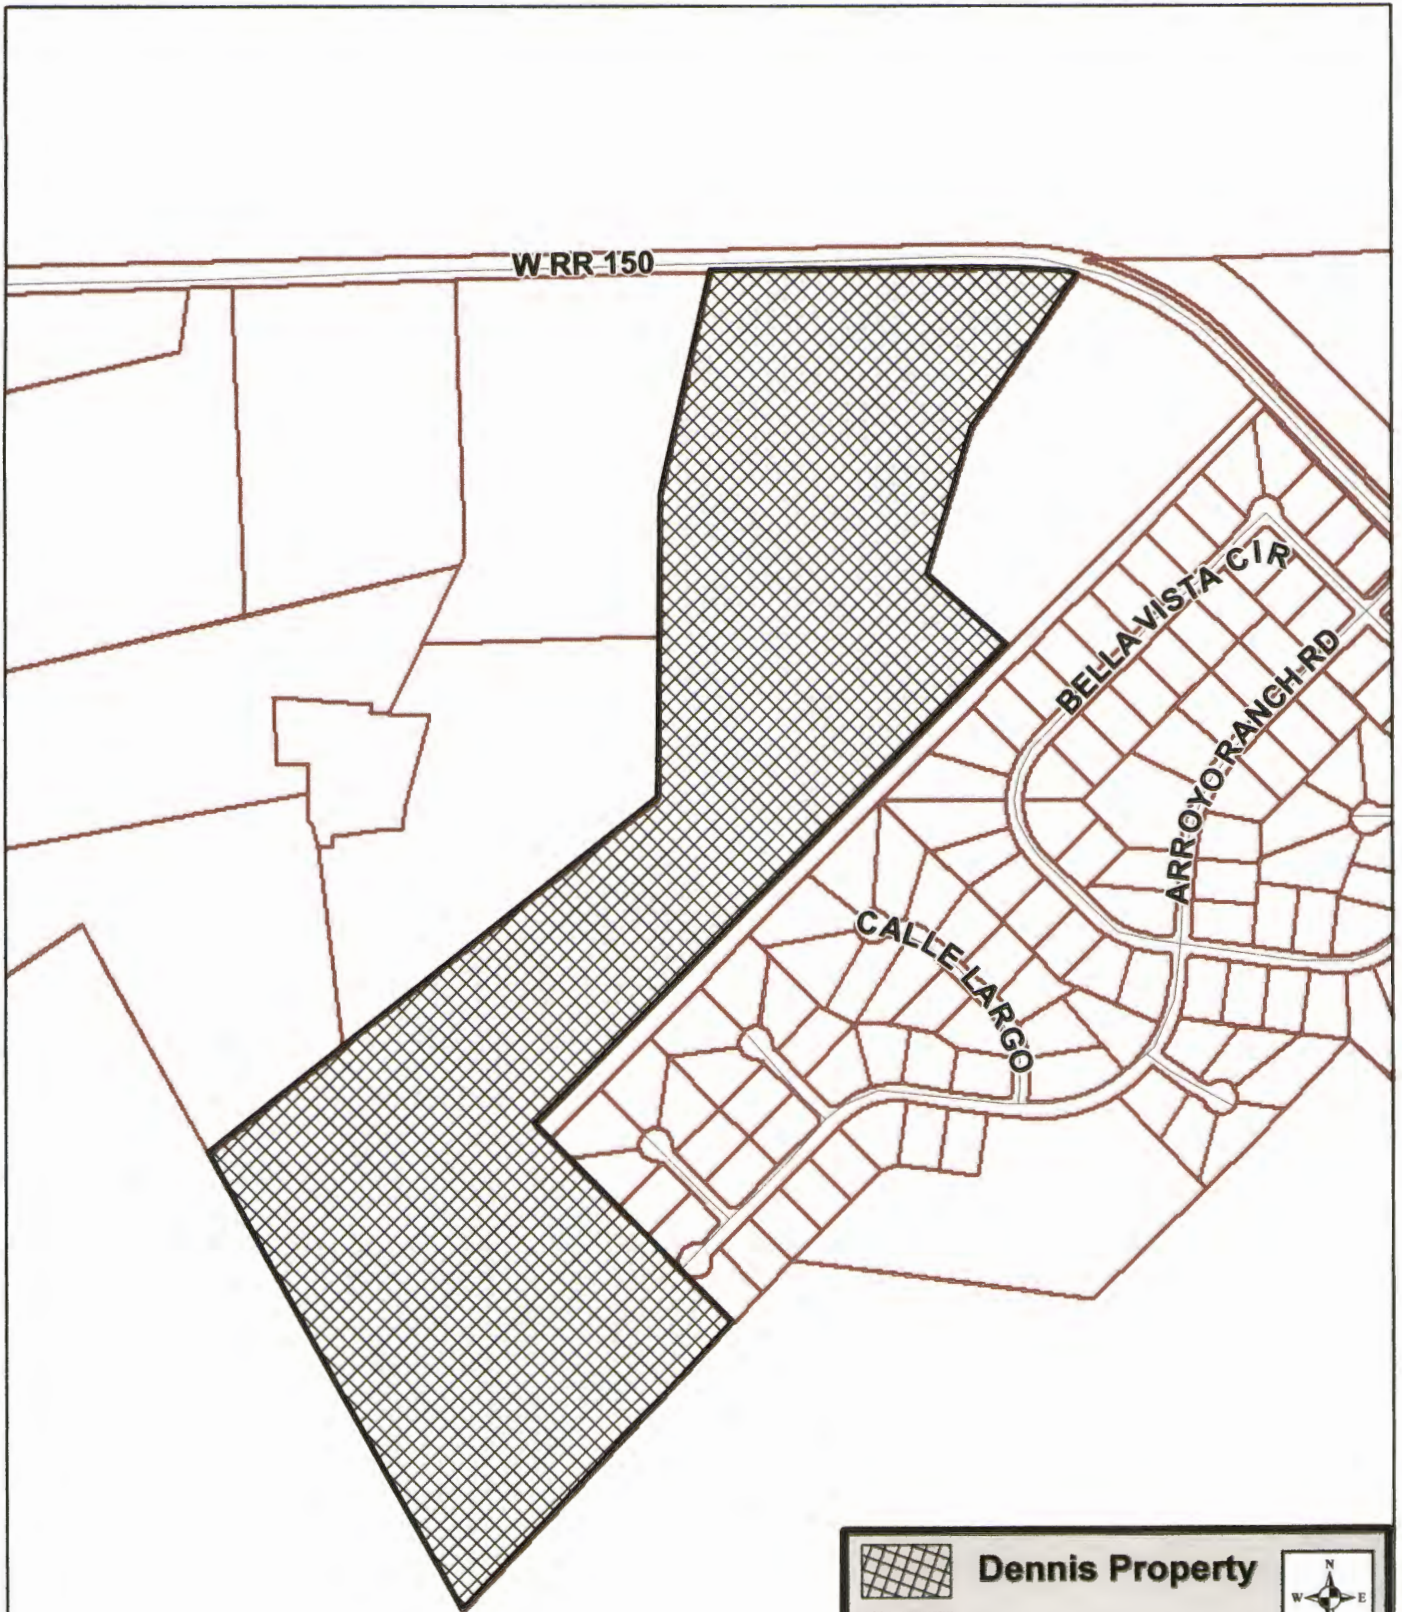 W RR 150
BELLA VISTA CIR
ARROYO RANCH RD
CALLE LARGO
Dennis Property
N
W E